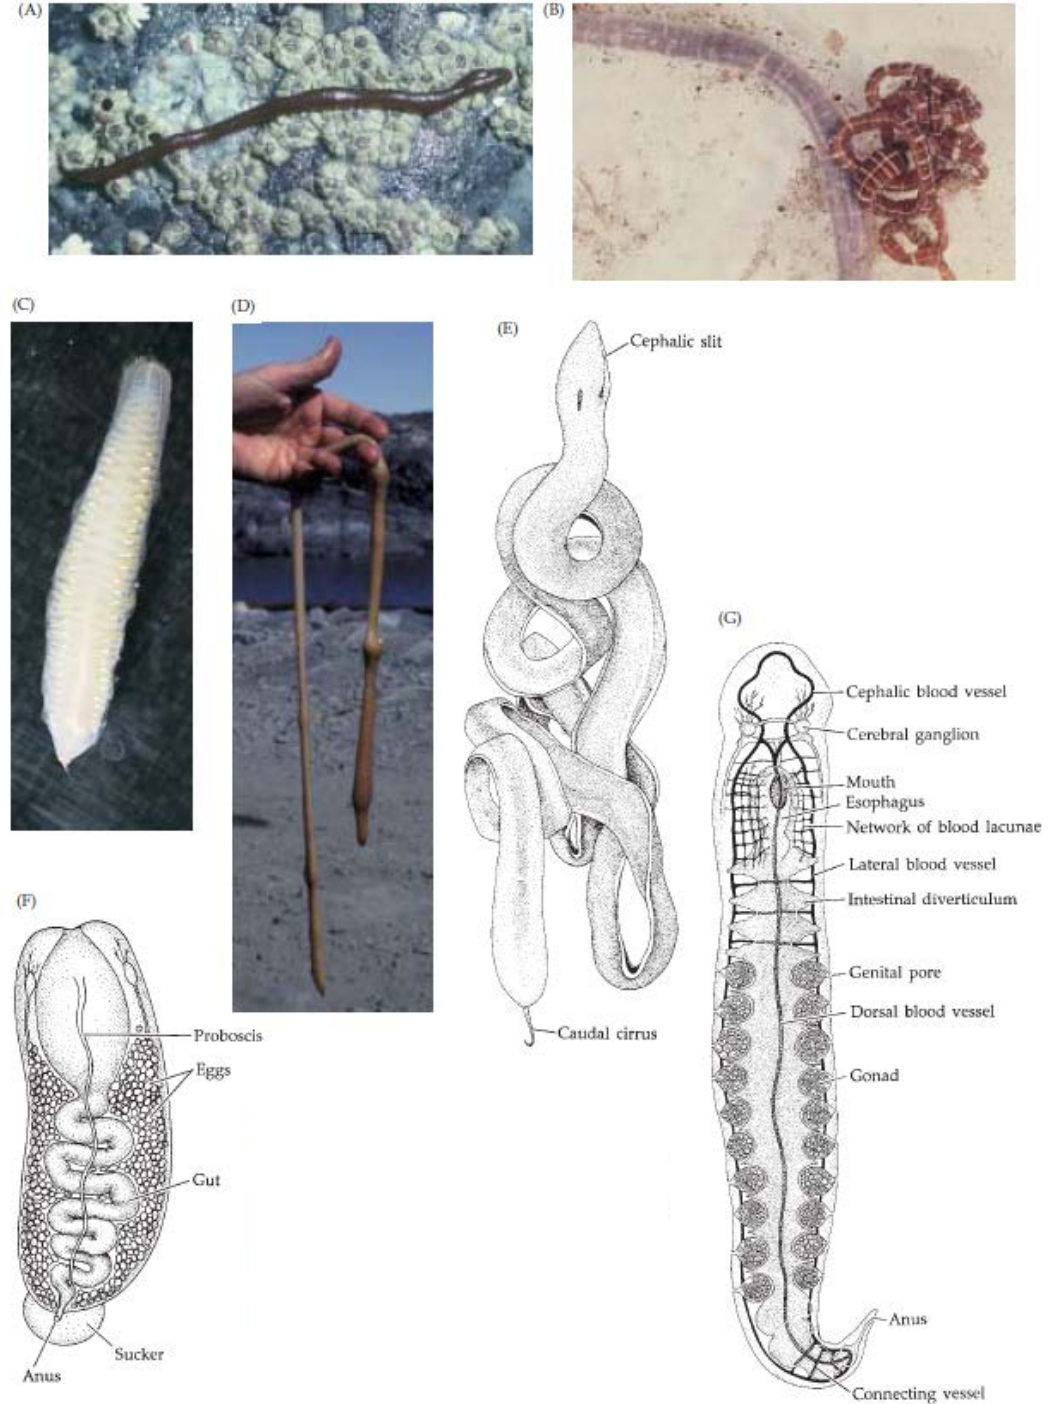 (A)
(B)
(C)
(D)
(E)
Cephalic slit
Caudal cirrus
(F)
Proboscis
Eggs
Gut
Sucker
Anus
(G)
Cephalic blood vessel
Cerebral ganglion
Mouth
Esophagus
Network of blood lacunae
Lateral blood vessel
Intestinal diverticulum
Genital pore
Dorsal blood vessel
Gonad
Anus
Connecting vessel